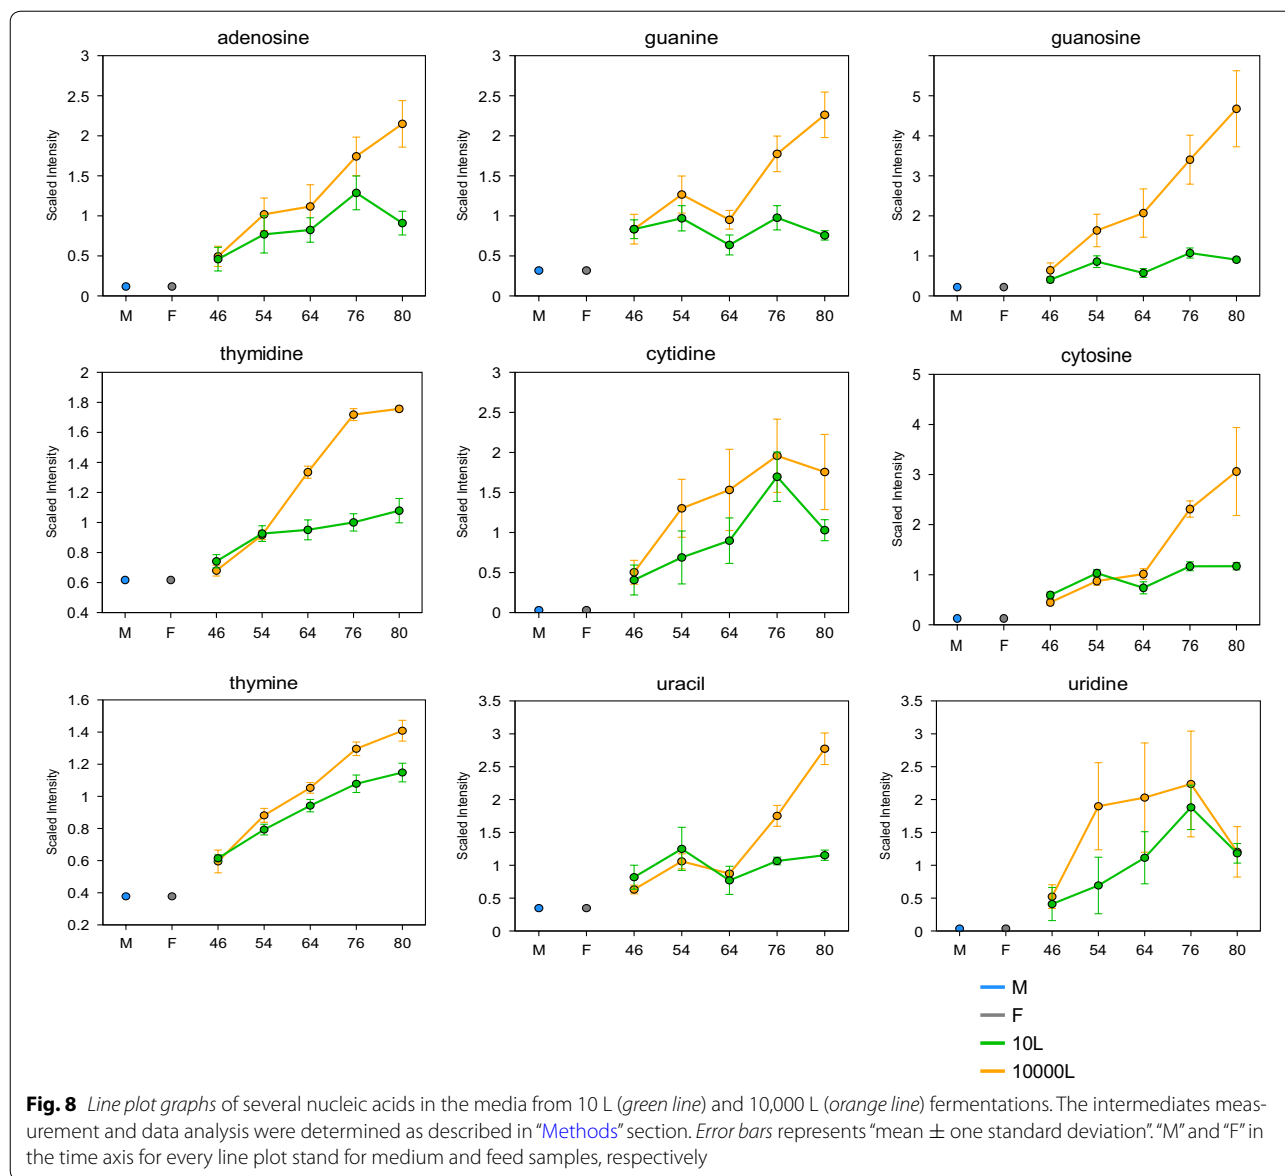 adenosine
3
2.5
2
1.5
1
0.5
0
Scaled Intensity
M F 46 54 64 76 80
guanine
3
2.5
2
1.5
1
0.5
0
Scaled Intensity
M F 46 54 64 76 80
guanosine
5
4
3
2
1
0
Scaled Intensity
M F 46 54 64 76 80
thymidine
2
1.8
1.6
1.4
1.2
1
0.8
0.6
0.4
Scaled Intensity
M F 46 54 64 76 80
cytidine
3
2.5
2
1.5
1
0.5
0
Scaled Intensity
M F 46 54 64 76 80
cytosine
5
4
3
2
1
0
Scaled Intensity
M F 46 54 64 76 80
thymine
1.6
1.4
1.2
1
0.8
0.6
0.4
0.2
Scaled Intensity
M F 46 54 64 76 80
uracil
3.5
3
2.5
2
1.5
1
0.5
0
Scaled Intensity
M F 46 54 64 76 80
uridine
3.5
3
2.5
2
1.5
1
0.5
0
Scaled Intensity
M F 46 54 64 76 80
M
F
10L
10000L
Fig. 8 Line plot graphs of several nucleic acids in the media from 10 L (green line) and 10,000 L (orange line) fermentations. The intermediates meas-
urement and data analysis were determined as described in “Methods” section. Error bars represents “mean ± one standard deviation”. “M” and “F” in
the time axis for every line plot stand for medium and feed samples, respectively